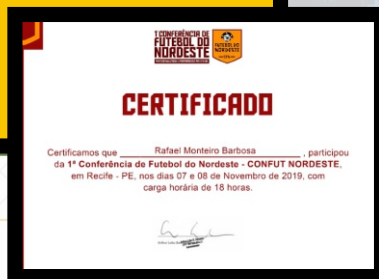 1 CONFERÊNCIA DE
FUTEBOL DO
NORDESTE
FUTEBOL DO
NORDESTE
CERTIFICADO
Certificamos que Rafael Monteiro Barbosa , participou
da 1ª Conferência de Futebol do Nordeste - CONFUT NORDESTE,
em Recife - PE, nos dias 07 e 08 de Novembro de 2019, com
carga horária de 18 horas.